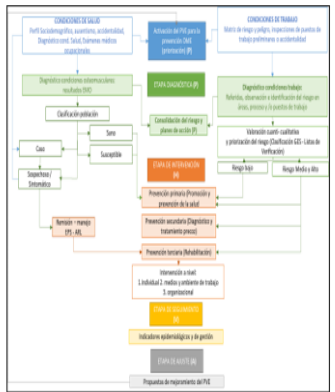 CONDICIONES DE SALUD
Perfil Sociodemográfico, ausentismo, accidentalidad,
Diagnóstico cond. Salud, Exámenes médicos
ocupacionales
Activación del PVE para la
prevención DME
(priorización) (P)
CONDICIONES DE TRABAJO
Matriz de riesgo y peligro, inspecciones de puestos de
trabajo preliminares o accidentalidad
Diagnóstico condiciones osteomusculares
resultados
ETAPA DIAGNÓSTICA (P)
Diagnóstico condiciones trabajo:
Referidos, observación e identificación del riesgo en
áreas, proceso y/o puestos de trabajo
Clasificación población
Consolidación del riesgo y
planes de acción (P)
Sano
Caso
Susceptible
Valoración cuanti-cualitativa
y priorización del riesgo (Clasificación GES - Listas de
Verificación)
Sospechoso /
Sintomático
ETAPA DE INTERVENCIÓN
(H)
Riesgo bajo
Riesgo Media y Alto
Prevención primaria (Promoción y
prevención de la salud)
Remisión – manejo
EPS - ARL
Prevención secundaria (Diagnóstico y
tratamiento precoz)
Prevención terciaria (Rehabilitación)
Intervención a nivel
1. individual 2. medios y ambiente de trabajo
3. organizacional
ETAPA DE SEGUIMIENTO
Indicadores epidemiológicos y de gestión
ETAPA DE AJUSTE (A)
Propuestas de mejoramiento del PVE